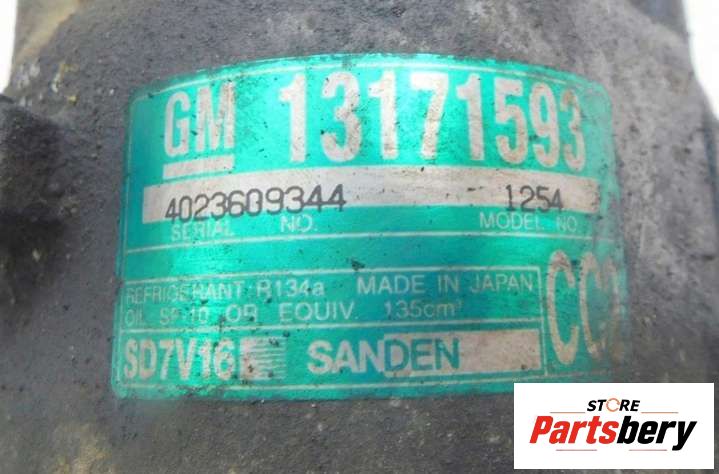 GM 13171593
4023609344 1254
SERIAL NO. MODEL NO.
REFRIGERANT: R134a MADE IN JAPAN
OIL SP-10 OR EQUIV. 135cm³
SD7V16 SANDEN
STORE
Partsbery